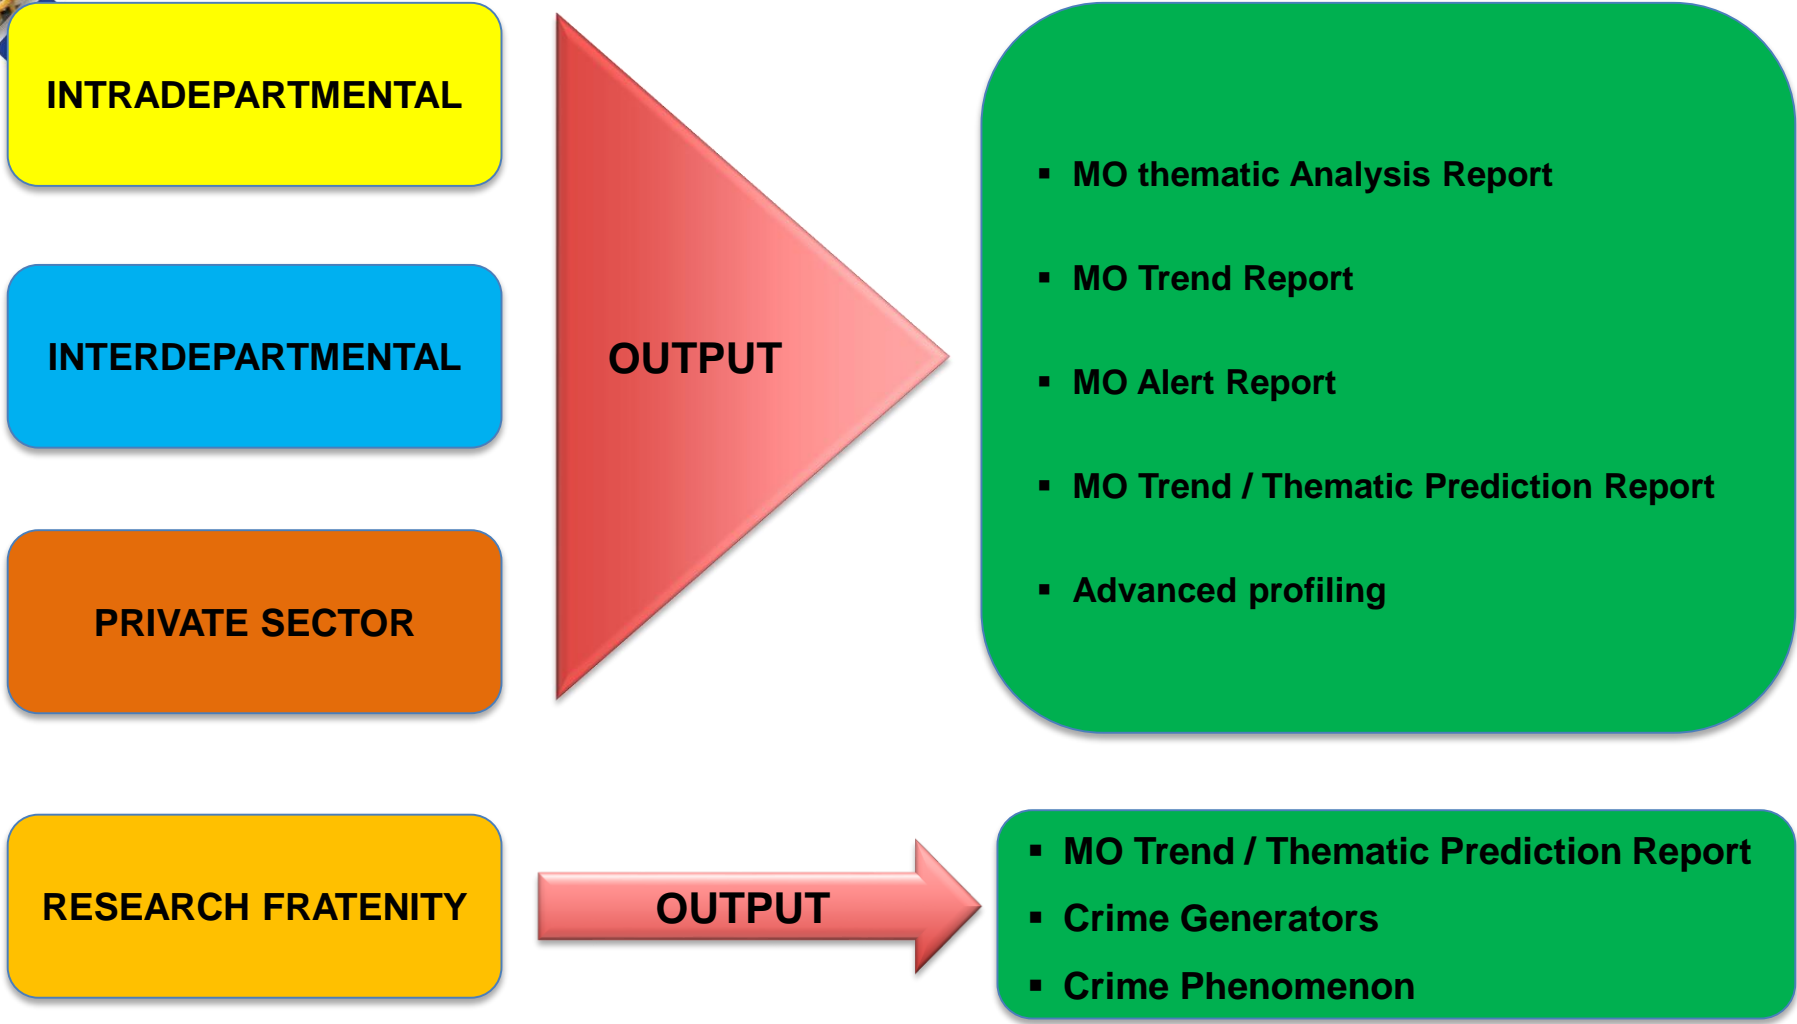 INTRADEPARTMENTAL
INTERDEPARTMENTAL
PRIVATE SECTOR
OUTPUT
▪ MO thematic Analysis Report
▪ MO Trend Report
▪ MO Alert Report
▪ MO Trend / Thematic Prediction Report
▪ Advanced profiling
RESEARCH FRATENITY
OUTPUT
▪ MO Trend / Thematic Prediction Report
▪ Crime Generators
▪ Crime Phenomenon